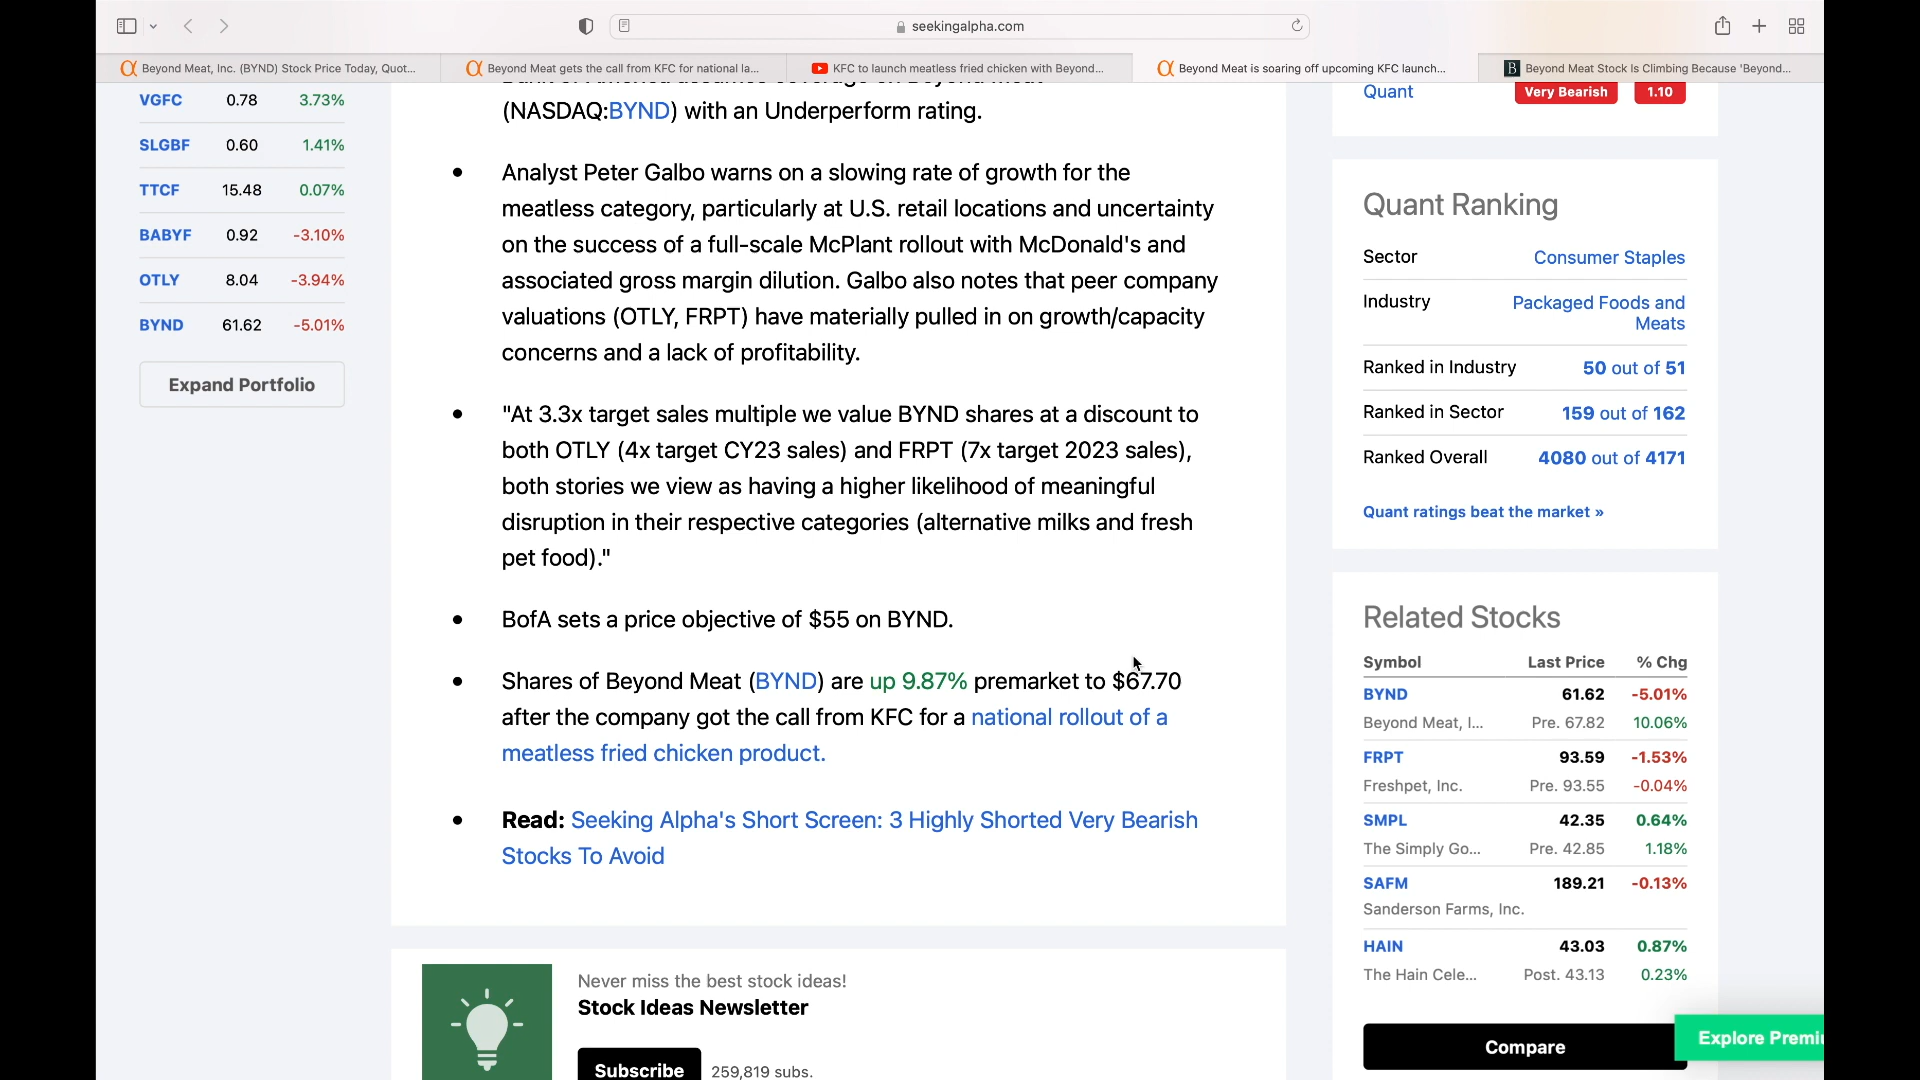 seekingalpha.com
Beyond Meat, Inc. (BYND) Stock Price Today, Quot...
Beyond Meat gets the call from KFC for national la...
KFC to launch meatless fried chicken with Beyond...
Beyond Meat is soaring off upcoming KFC launch...
B Beyond Meat Stock Is Climbing Because 'Beyond...
VGFC 0.78 3.73%
SLGBF 0.60 1.41%
TTCF 15.48 0.07%
BABYF 0.92 -3.10%
OTLY 8.04 -3.94%
BYND 61.62 -5.01%
Expand Portfolio
(NASDAQ:BYND) with an Underperform rating.
• Analyst Peter Galbo warns on a slowing rate of growth for the
meatless category, particularly at U.S. retail locations and uncertainty
on the success of a full-scale McPlant rollout with McDonald's and
associated gross margin dilution. Galbo also notes that peer company
valuations (OTLY, FRPT) have materially pulled in on growth/capacity
concerns and a lack of profitability.
• "At 3.3x target sales multiple we value BYND shares at a discount to
both OTLY (4x target CY23 sales) and FRPT (7x target 2023 sales),
both stories we view as having a higher likelihood of meaningful
disruption in their respective categories (alternative milks and fresh
pet food)."
• BofA sets a price objective of $55 on BYND.
• Shares of Beyond Meat (BYND) are up 9.87% premarket to $67.70
after the company got the call from KFC for a national rollout of a
meatless fried chicken product.
• Read: Seeking Alpha's Short Screen: 3 Highly Shorted Very Bearish
Stocks To Avoid
Never miss the best stock ideas!
Stock Ideas Newsletter
Subscribe 259,819 subs.
Quant Very Bearish 1.10
Quant Ranking
Sector Consumer Staples
Industry Packaged Foods and
Meats
Ranked in Industry 50 out of 51
Ranked in Sector 159 out of 162
Ranked Overall 4080 out of 4171
Quant ratings beat the market »
Related Stocks
Symbol Last Price % Chg
BYND 61.62 -5.01%
Beyond Meat, I... Pre. 67.82 10.06%
FRPT 93.59 -1.53%
Freshpet, Inc. Pre. 93.55 -0.04%
SMPL 42.35 0.64%
The Simply Go... Pre. 42.85 1.18%
SAFM 189.21 -0.13%
Sanderson Farms, Inc.
HAIN 43.03 0.87%
The Hain Cele... Post. 43.13 0.23%
Compare
Explore Premi